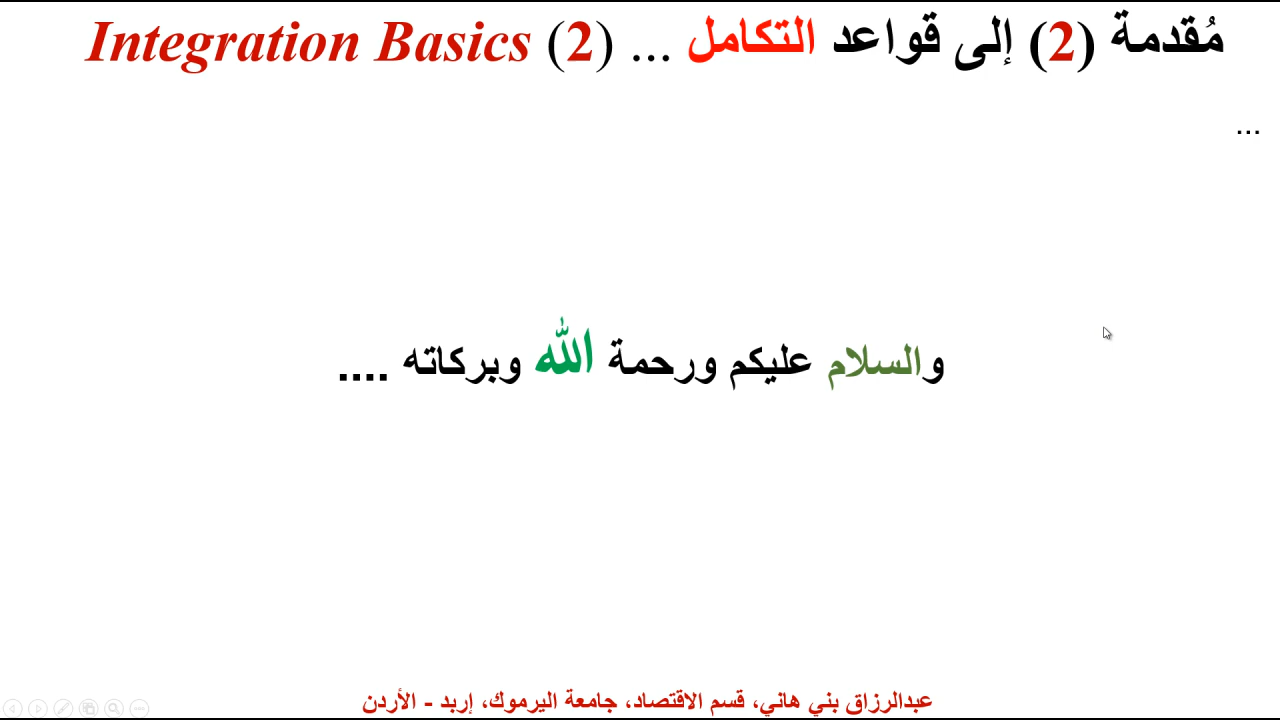 مُقدمة (2) إلى قواعد التكامل ... Integration Basics (2)
...
والسلام عليكم ورحمة الله وبركاته ....
عبدالرزاق بني هاني، قسم الاقتصاد، جامعة اليرموك، إربد - الأردن